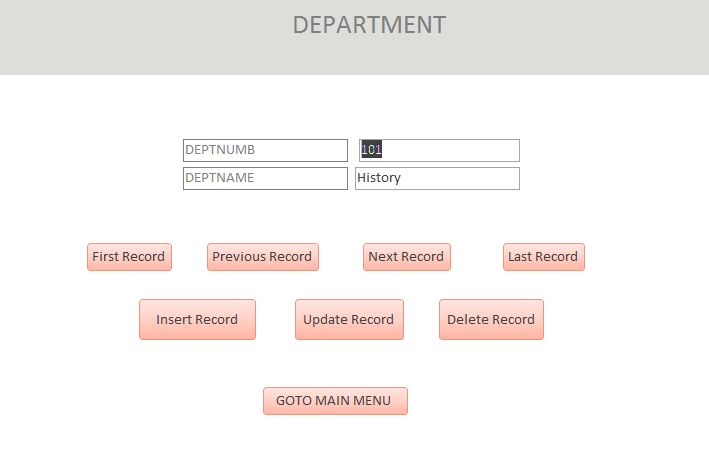 DEPARTMENT
DEPTNUMB 101
DEPTNAME History
First Record Previous Record Next Record Last Record
Insert Record Update Record Delete Record
GOTO MAIN MENU